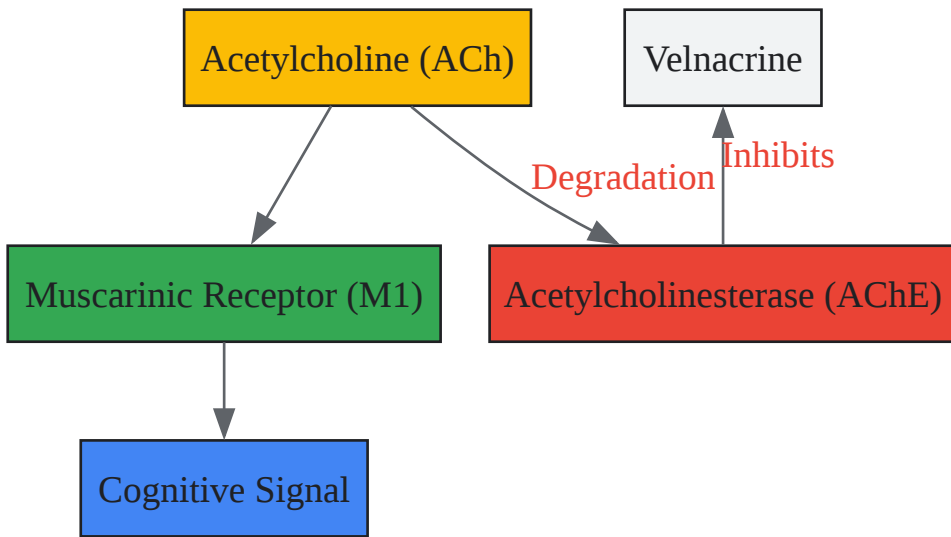 Acetylcholine (ACh)
Velnacrine
Degradation
Inhibits
Muscarinic Receptor (M1)
Acetylcholinesterase (AChE)
Cognitive Signal